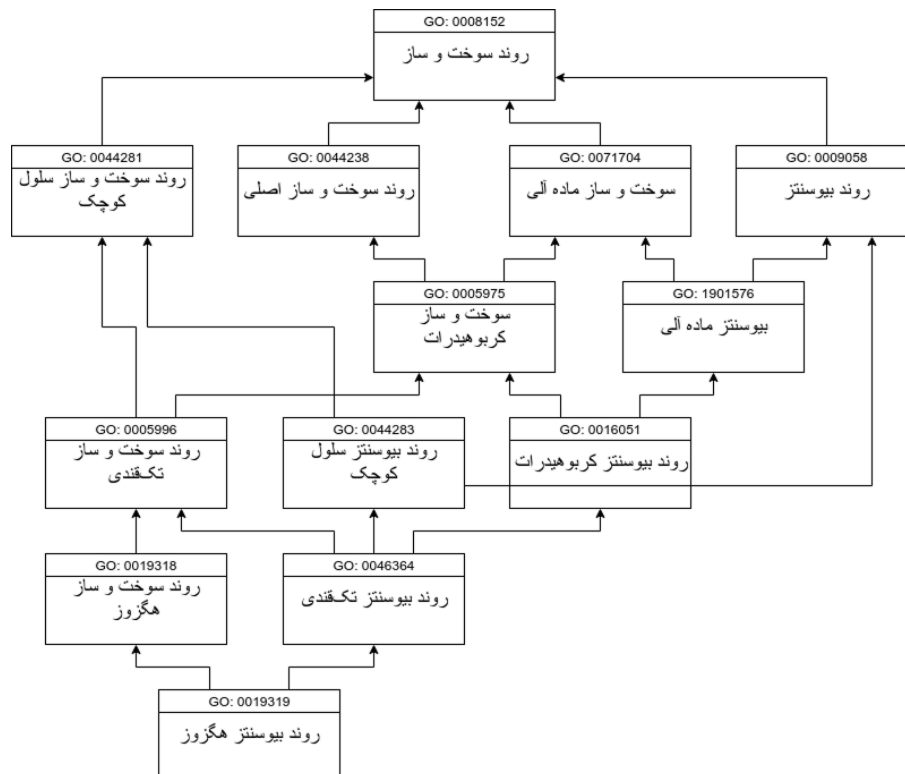 GO: 0008152
روند سوخت و ساز
GO: 0044281
روند سوخت و ساز سلول
کوچک
GO: 0044238
روند سوخت و ساز اصلی
GO: 0071704
سوخت و ساز ماده آلی
GO: 0009058
روند بیوسنتز
GO: 0005975
سوخت و ساز
کربوهیدرات
GO: 1901576
بیوسنتز ماده آلی
GO: 0005996
روند سوخت و ساز
تک‌قندی
GO: 0044283
روند بیوسنتز سلول
کوچک
GO: 0016051
روند بیوسنتز کربوهیدرات
GO: 0019318
روند سوخت و ساز
هگزوز
GO: 0046364
روند بیوسنتز تک‌قندی
GO: 0019319
روند بیوسنتز هگزوز